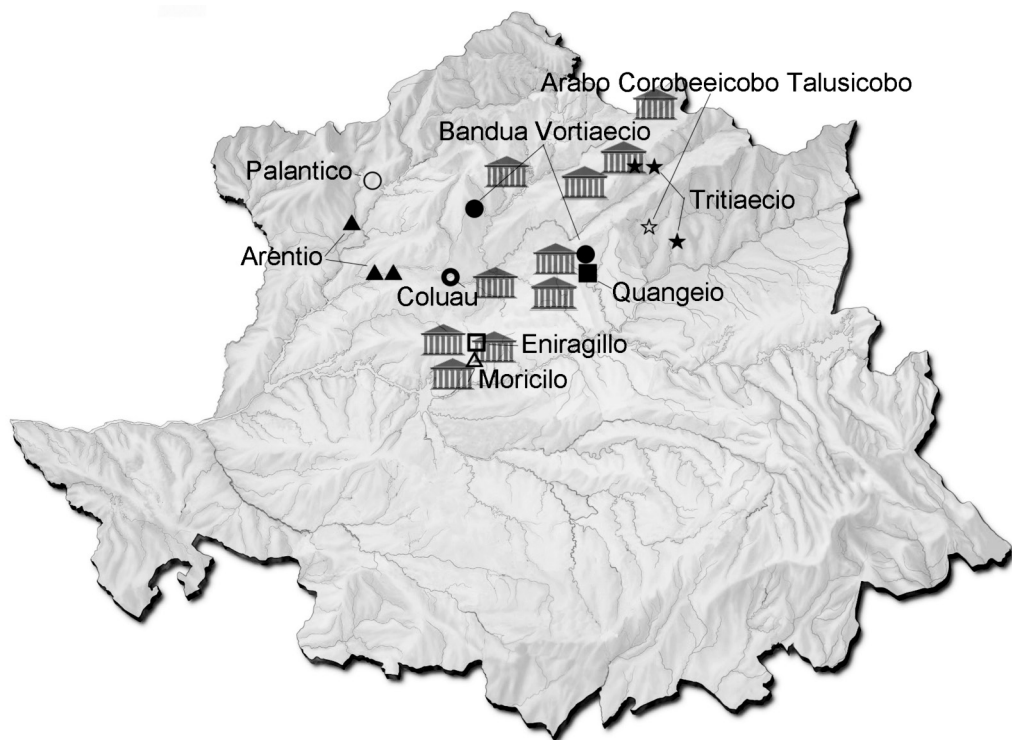 Arabo Corobeeicobo Talusicobo
Bandua Vortiaecio
Palantico
Tritiaecio
Arentio
Coluau
Quangeio
Eniragillo
Moricilo